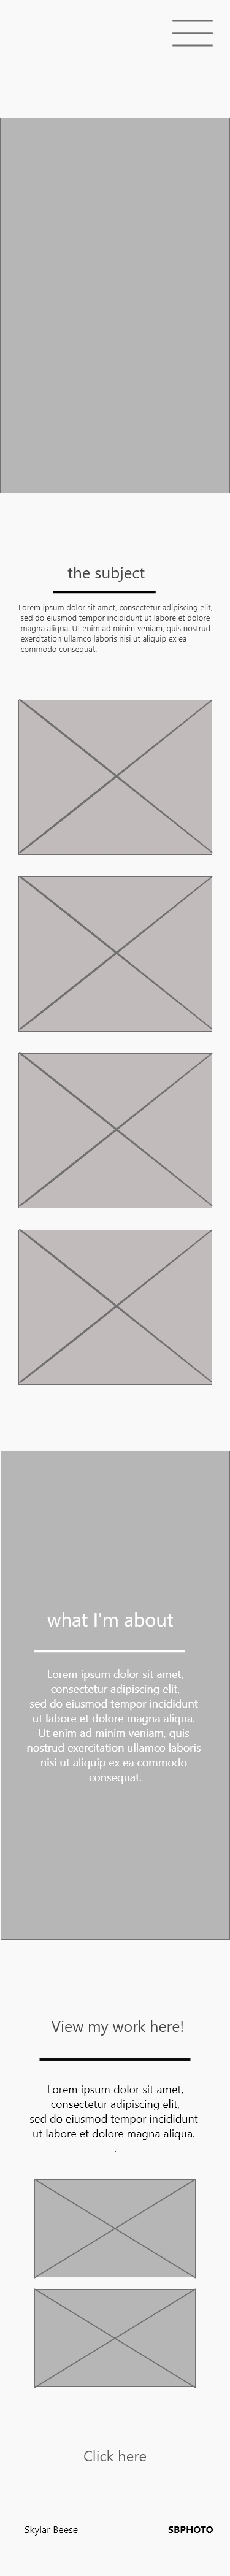 the subject
Lorem ipsum dolor sit amet, consectetur adipiscing elit,
sed do eiusmod tempor incididunt ut labore et dolore
magna aliqua. Ut enim ad minim veniam, quis nostrud
exercitation ullamco laboris nisi ut aliquip ex ea
commodo consequat.
what I'm about
Lorem ipsum dolor sit amet,
consectetur adipiscing elit,
sed do eiusmod tempor incididunt
ut labore et dolore magna aliqua.
Ut enim ad minim veniam, quis
nostrud exercitation ullamco laboris
nisi ut aliquip ex ea commodo
consequat.
View my work here!
Lorem ipsum dolor sit amet,
consectetur adipiscing elit,
sed do eiusmod tempor incididunt
ut labore et dolore magna aliqua.
.
Click here
Skylar Beese SBPHOTO